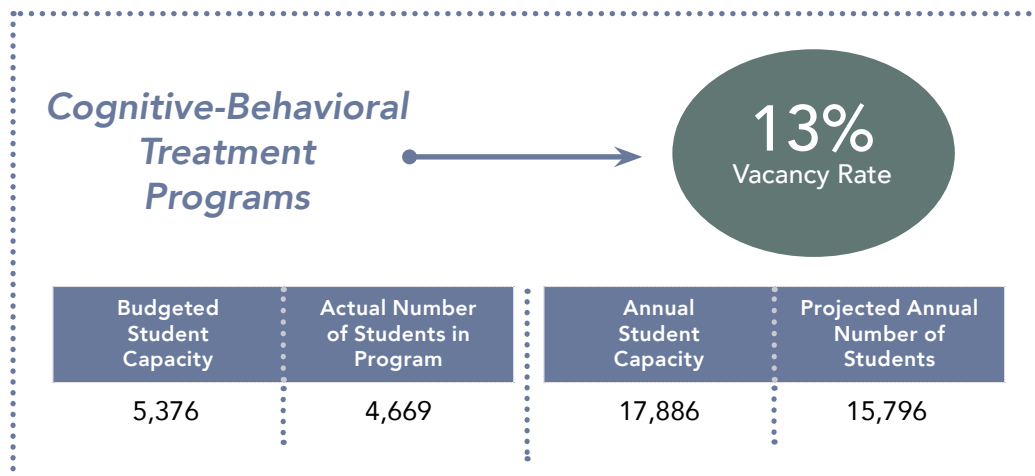 Cognitive-Behavioral
Treatment
Programs
13%
Vacancy Rate
Budgeted
Student
Capacity
Actual Number
of Students in
Program
Annual
Student
Capacity
Projected Annual
Number of
Students
5,376
4,669
17,886
15,796